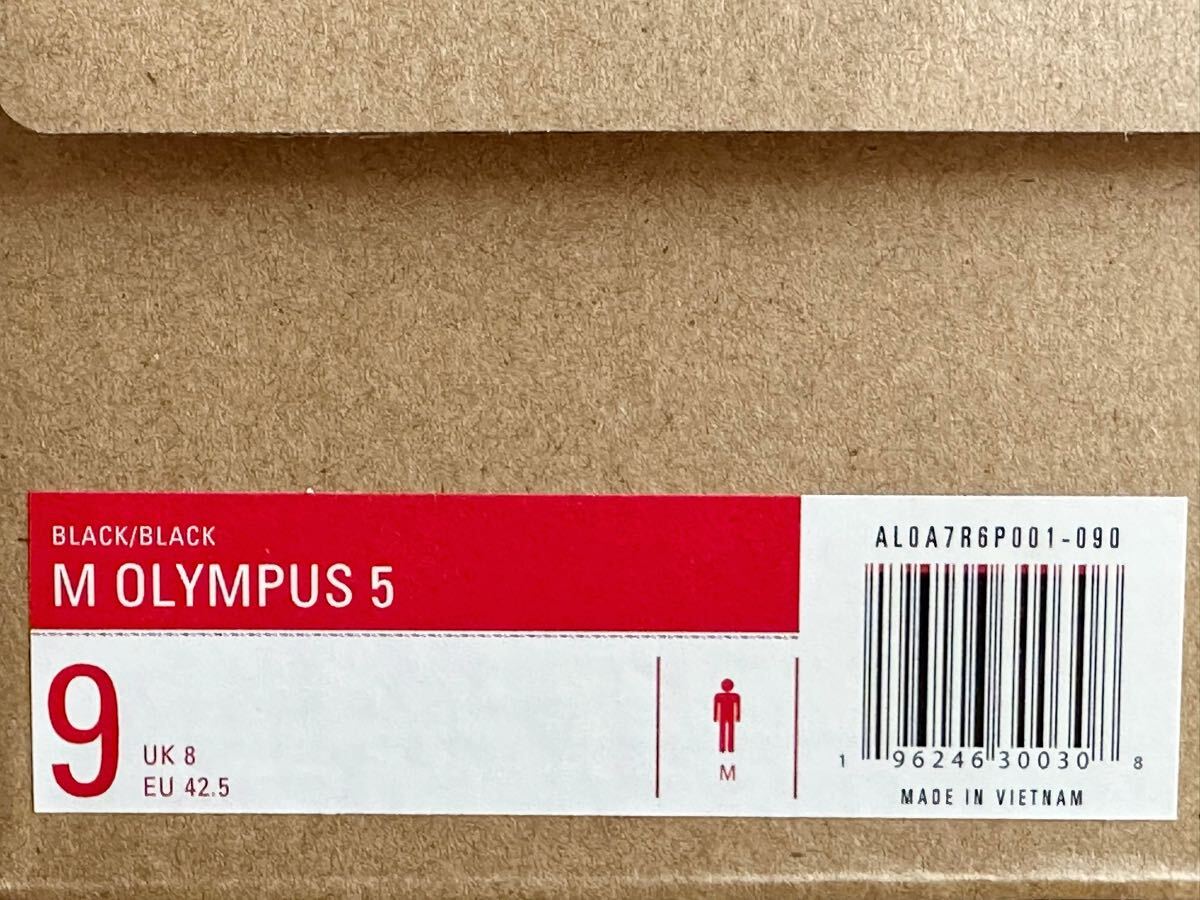 BLACK/BLACK
M OLYMPUS 5
9
UK 8
EU 42.5
M
AL0A7R6P001-090
1 96246 30030 8
MADE IN VIETNAM